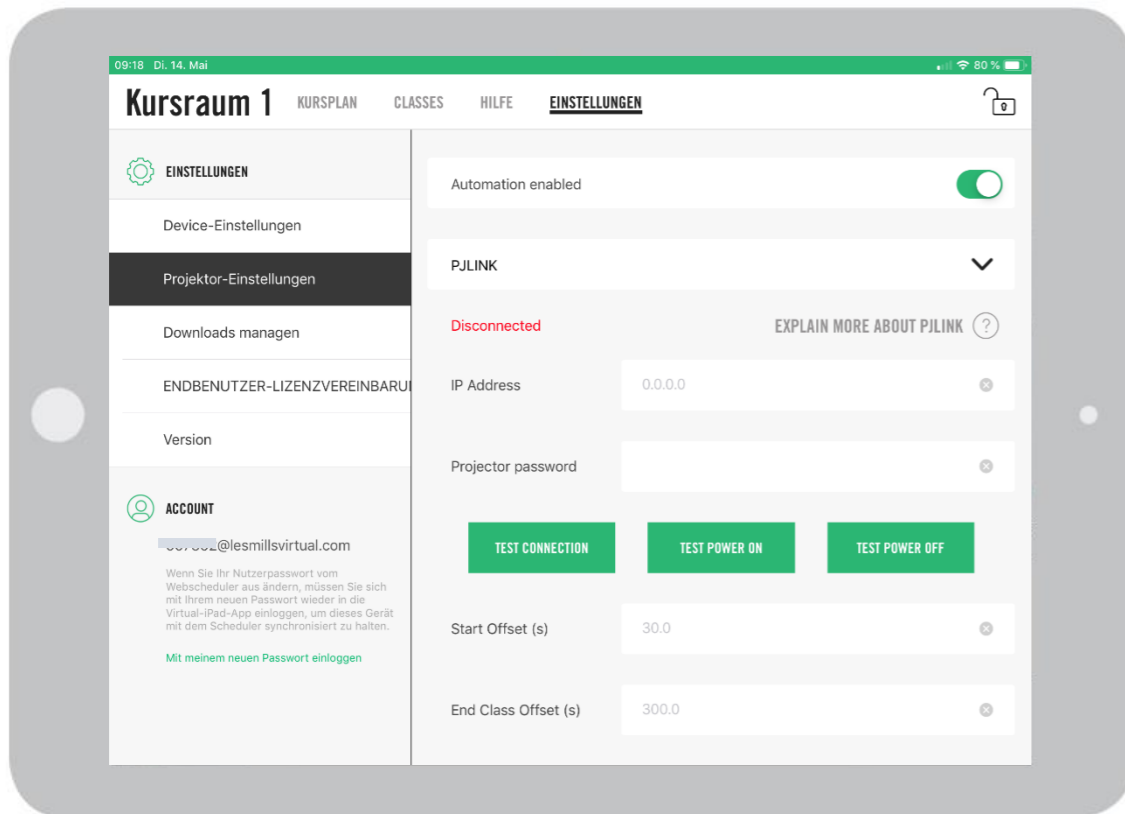 09:18 Di. 14. Mai
80 %
Kursraum 1 KURSPLAN CLASSES HILFE EINSTELLUNGEN
EINSTELLUNGEN
Device-Einstellungen
Projektor-Einstellungen
Downloads managen
ENDBENUTZER-LIZENZVEREINBARU
Version
ACCOUNT
@lesmillsvirtual.com
Wenn Sie Ihr Nutzerpasswort vom
Webscheduler aus ändern, müssen Sie sich
mit Ihrem neuen Passwort wieder in die
Virtual-iPad-App einloggen, um dieses Gerät
mit dem Scheduler synchronisiert zu halten.
Mit meinem neuen Passwort einloggen
Automation enabled
PJLINK
Disconnected
EXPLAIN MORE ABOUT PJLINK ?
IP Address 0.0.0.0
Projector password
TEST CONNECTION TEST POWER ON TEST POWER OFF
Start Offset (s) 30.0
End Class Offset (s) 300.0